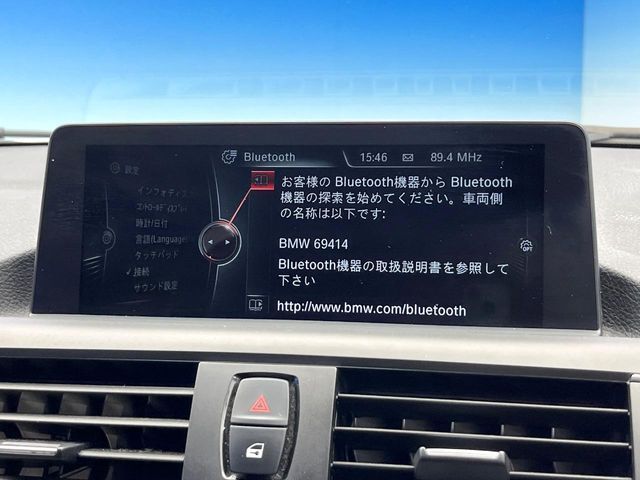 Bluetooth
15:46
89.4 MHz
設定
インフォディス
時計/日付
言語(Language)
タッチパッド
✓接続
サウンド設定
お客様の Bluetooth機器から Bluetooth
機器の探索を始めてください。車両側
の名称は以下です:
BMW 69414
Bluetooth機器の取扱説明書を参照して
下さい
http://www.bmw.com/bluetooth
OPT